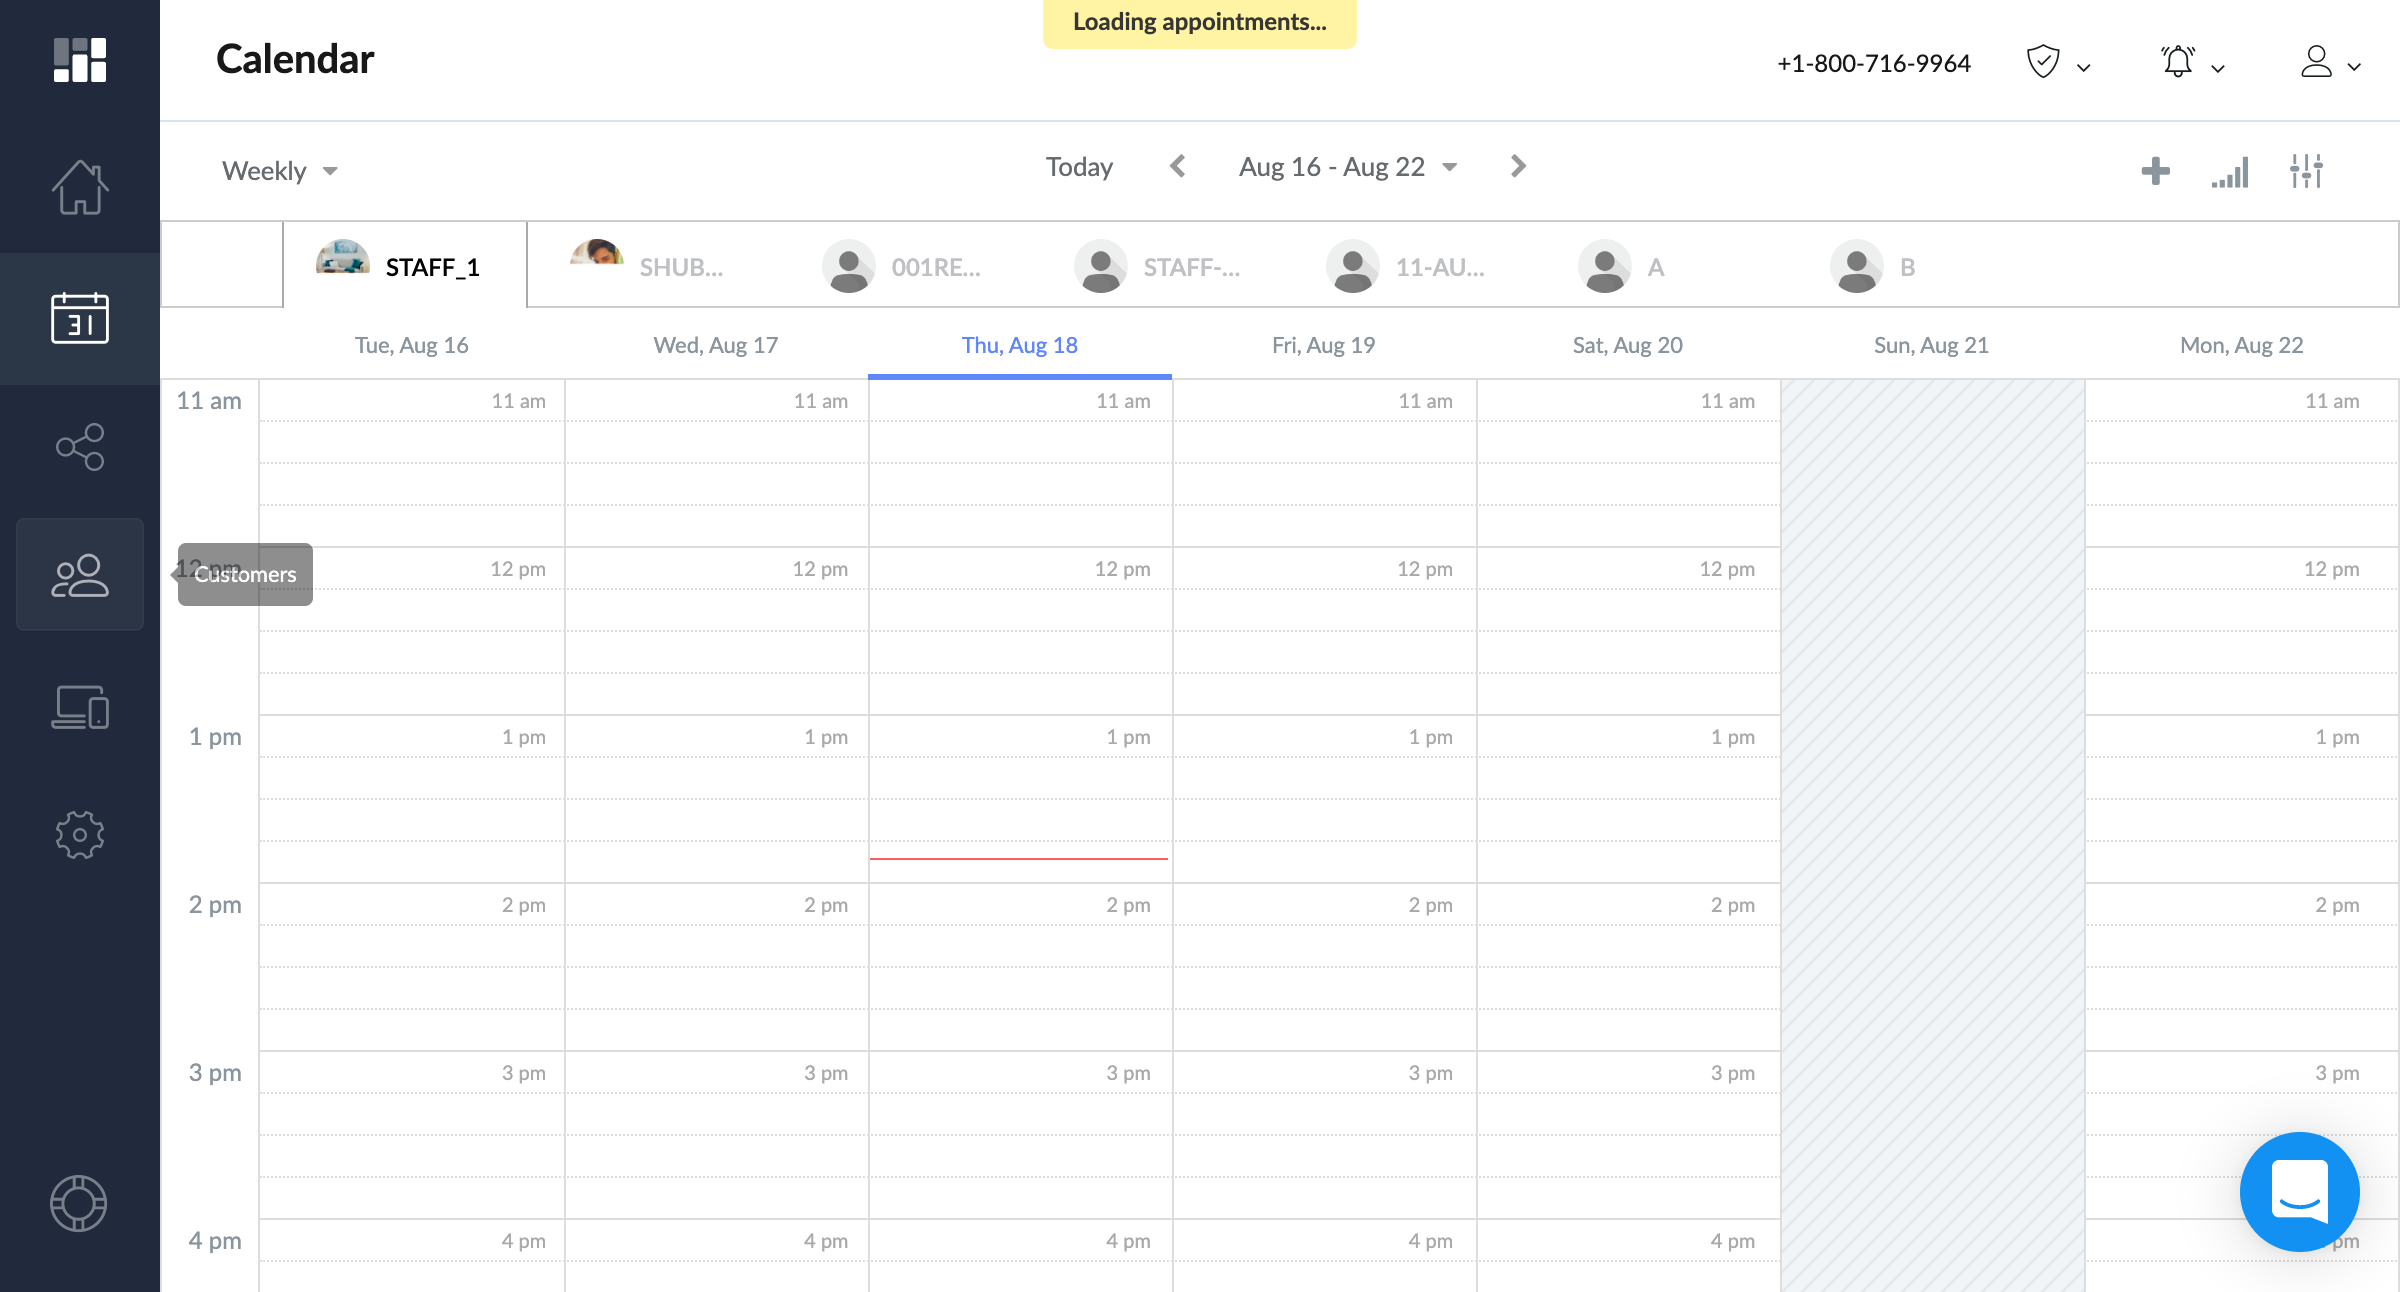 Loading appointments...
Calendar
+1-800-716-9964
Weekly
Today
Aug 16 - Aug 22
STAFF_1
SHUB...
001RE...
STAFF-...
11-AU...
A
B
Tue, Aug 16
Wed, Aug 17
Thu, Aug 18
Fri, Aug 19
Sat, Aug 20
Sun, Aug 21
Mon, Aug 22
31
11 am 11 am 11 am 11 am 11 am 11 am 11 am
12 pm 12 pm 12 pm 12 pm 12 pm 12 pm 12 pm
Customers
1 pm 1 pm 1 pm 1 pm 1 pm 1 pm 1 pm
2 pm 2 pm 2 pm 2 pm 2 pm 2 pm 2 pm
3 pm 3 pm 3 pm 3 pm 3 pm 3 pm 3 pm
4 pm 4 pm 4 pm 4 pm 4 pm 4 pm pm